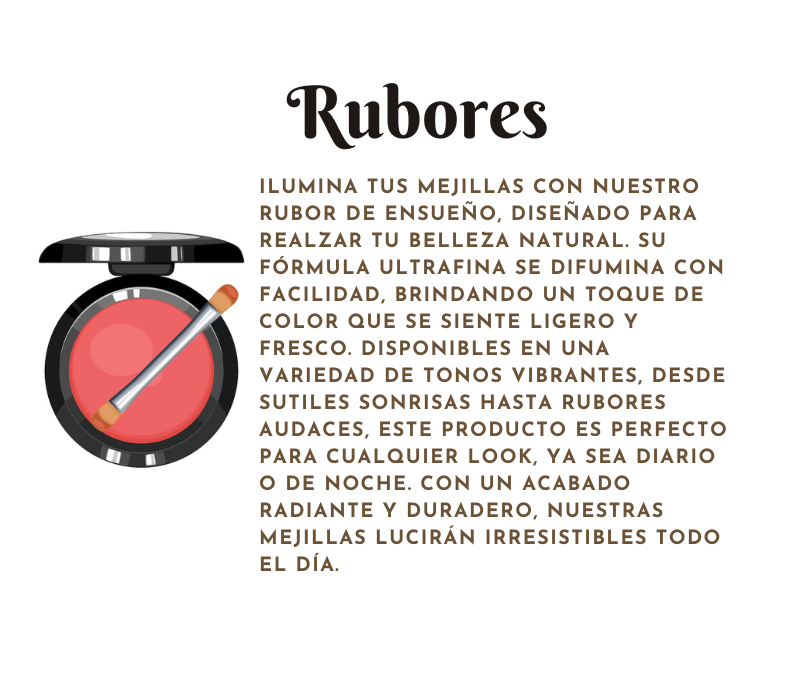 Rubores
ILUMINA TUS MEJILLAS CON NUESTRO
RUBOR DE ENSUEÑO, DISEÑADO PARA
REALZAR TU BELLEZA NATURAL. SU
FÓRMULA ULTRAFINA SE DIFUMINA CON
FACILIDAD, BRINDANDO UN TOQUE DE
COLOR QUE SE SIENTE LIGERO Y
FRESCO. DISPONIBLES EN UNA
VARIEDAD DE TONOS VIBRANTES, DESDE
SUTILES SONRISAS HASTA RUBORES
AUDACES, ESTE PRODUCTO ES PERFECTO
PARA CUALQUIER LOOK, YA SEA DIARIO
O DE NOCHE. CON UN ACABADO
RADIANTE Y DURADERO, NUESTRAS
MEJILLAS LUCIRÁN IRRESISTIBLES TODO
EL DÍA.